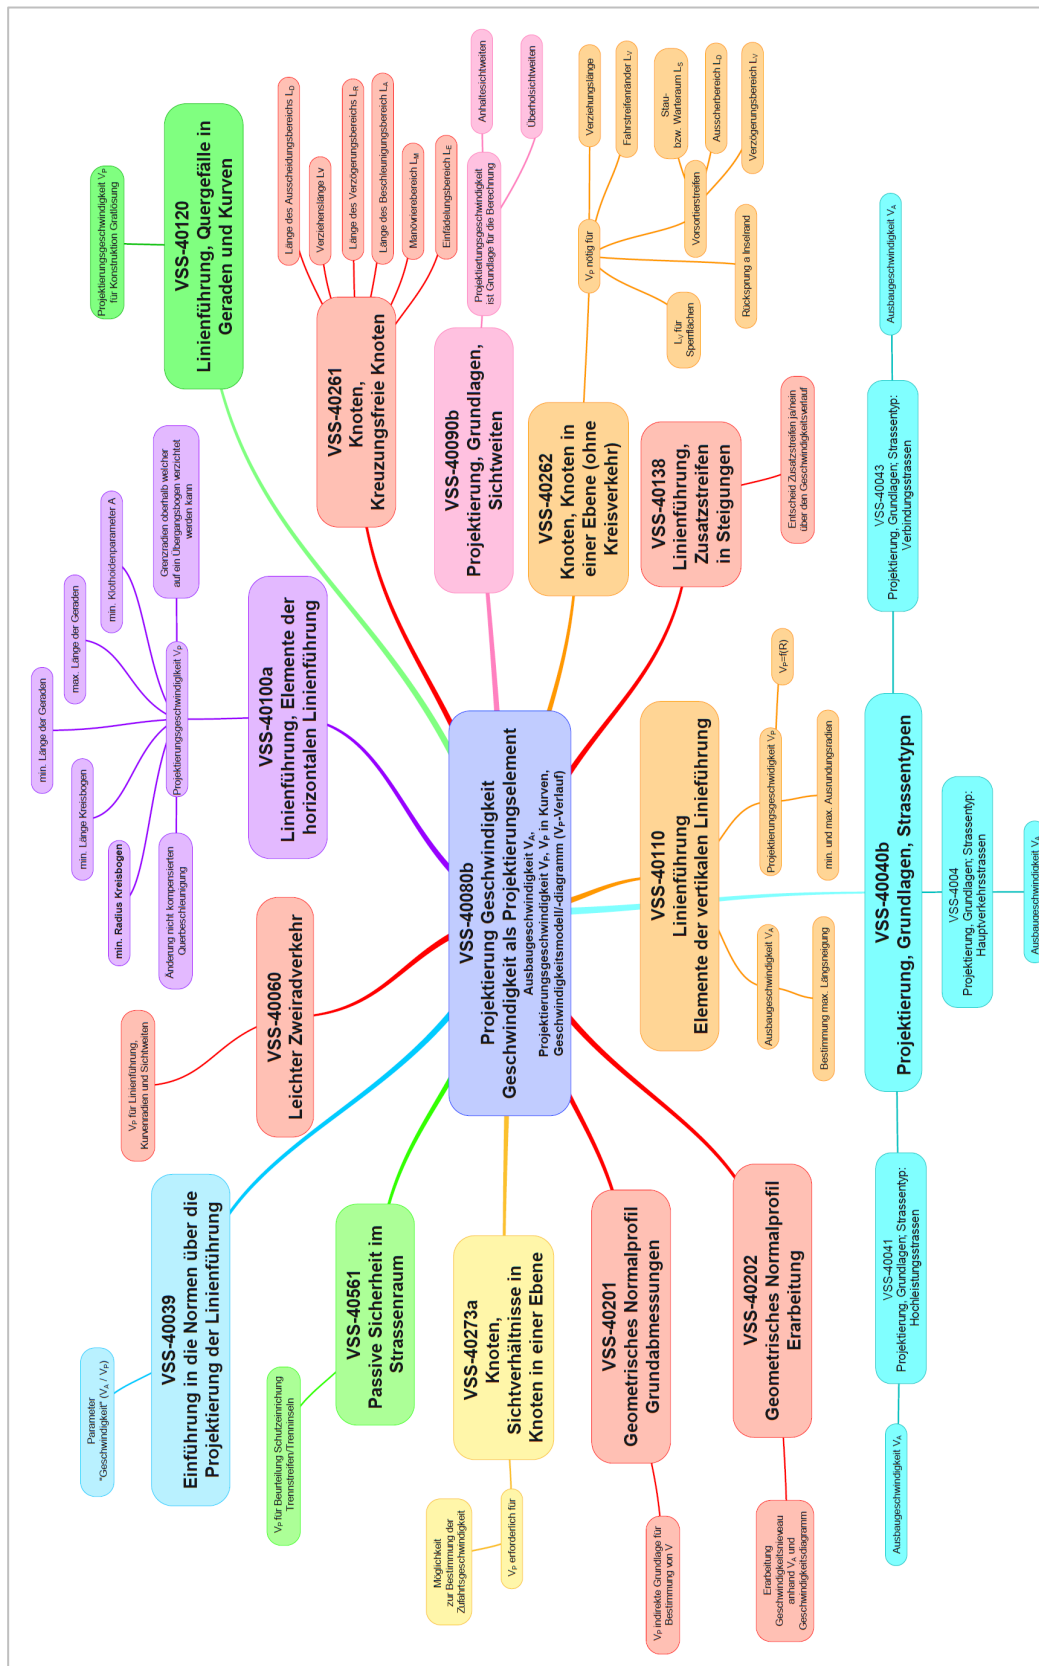 VSS-40080b
Projektierung Geschwindigkeit
Geschwindigkeit als Projektierungselement
Ausbaugeschwindigkeit VA,
Projektierungsgeschwindigkeit VP, VP in Kurven,
Geschwindigkeitsmodell/-diagramm (VP-Verlauf)
VSS-40039
Einführung in die Normen über die
Projektierung der Linienführung
Parameter
"Geschwindigkeit" (VA / VP)
VSS-40060
Leichter Zweiradverkehr
VP für Linienführung,
Kurvenradien und Sichtweiten
VSS-40100a
Linienführung, Elemente der
horizontalen Linienführung
Projektierungsgeschwindiglkeit VP
Änderung nicht kompensierten
Querbeschleunigung
min. Radius Kreisbogen
min. Länge Kreisbogen
min. Länge der Geraden
max. Länge der Geraden
min. Klothoidenparameter A
Grenzradien oberhalb welcher
auf ein Übergangsbogen verzichtet
werden kann
VSS-40120
Linienführung, Quergefälle in
Geraden und Kurven
Projektierungsgeschwindigkeit VP
für Konstruktion Gratlösung
VSS-40261
Knoten,
Kreuzungsfreie Knoten
Länge des Ausscheidungsbereichs LD
Verziehenslänge LV
Länge des Verzögerungsbereichs LR
Länge des Beschleunigungsbereich LA
Manövrierebereich LM
Einfädelungsbereich LE
VSS-40090b
Projektierung, Grundlagen,
Sichtweiten
Projektiertungsgeschwindigkeit
ist Grundlage für die Berechnung
Anhaltesichtweiten
Überholsichtweiten
VSS-40262
Knoten, Knoten in
einer Ebene (ohne
Kreisverkehr)
VP nötig für
Verziehungslänge
Fahrstreifenränder LV
Vorsortierstreifen
Stau-
bzw. Warteraum LS
Ausscherbereich LD
Verzögerungsbereich LV
Rücksprung a Inselrand
LV für
Sperrflächen
VSS-40138
Linienführung,
Zusatzstreifen
in Steigungen
Entscheid Zusatzstreifen ja/nein
über den Geschwindigkeitsverlauf
VSS-40561
Passive Sicherheit im
Strassenraum
VP für Beurteilung Schutzeinrichung
Trennstreifen/Trenninseln
VSS-40273a
Knoten,
Sichtverhältnisse in
Knoten in einer Ebene
VP erforderlich für
Möglichkeit
zur Bestimmung der
Zufahrtsgeschwindigkeit
VSS-40201
Geometrisches Normalprofil
Grundabmessungen
VP indirekte Grundlage für
Bestimmung von V
VSS-40202
Geometrisches Normalprofil
Erarbeitung
Erarbeitung
Geschwindigkeitsnieveau
anhand VA und
Geschwindigkeitsdiagramm
VSS-40110
Linienführung
Elemente der vertikalen Linieführung
Ausbaugeschwindigkeit VA
Bestimmung max. Längsneigung
Projektierungsgeschwidigkeit VP
VP=f(R)
min. und max. Ausrundungsradien
VSS-40040b
Projektierung, Grundlagen, Strassentypen
VSS-40041
Projektierung, Grundlagen; Strassentyp:
Hochleistungsstrassen
Ausbaugeschwindigkeit VA
VSS-4004
Projektierung, Grundlagen; Strassentyp:
Hauptverkehrsstrassen
Ausbaugeschwindigkeit VA
VSS-40043
Projektierung, Grundlagen; Strassentyp:
Verbindungsstrassen
Ausbaugeschwindigkeit VA